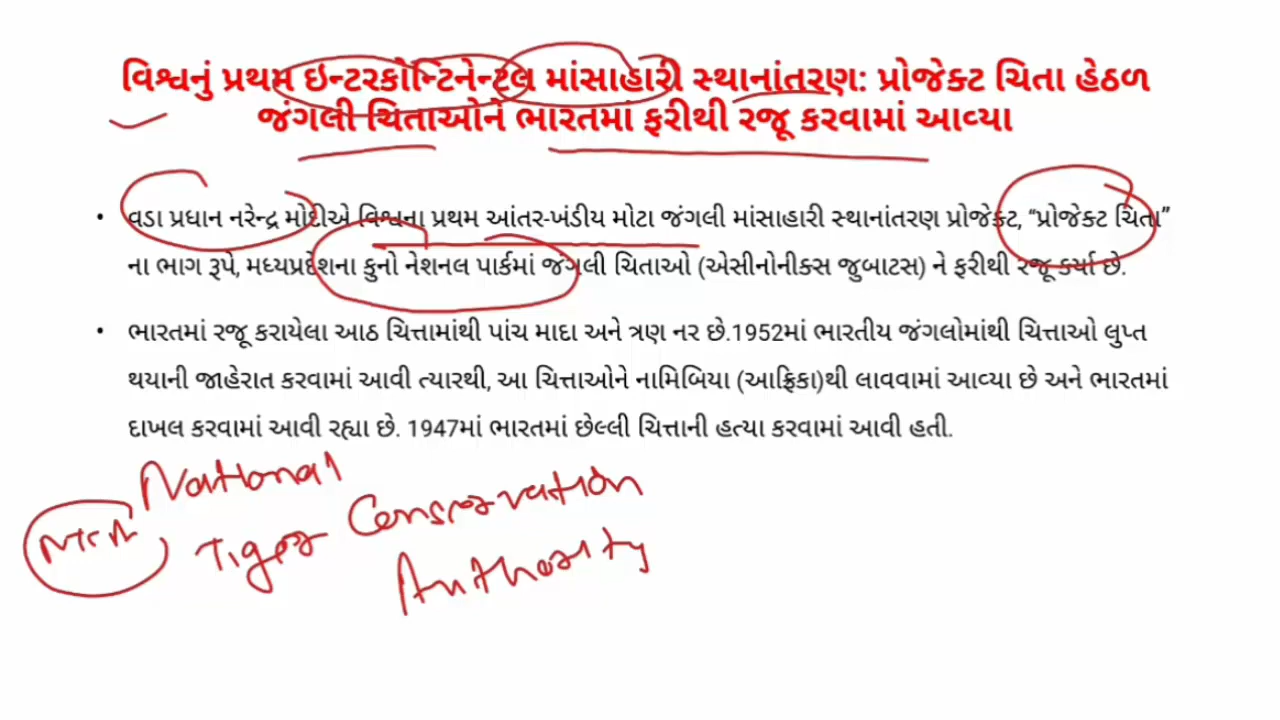 વિશ્વનું પ્રથમ ઇન્ટરકોન્ટિનેન્ટલ માંસાહારી સ્થાનાંતરણ: પ્રોજેક્ટ ચિતા હેઠળ
જંગલી ચિતાઓને ભારતમાં ફરીથી રજૂ કરવામાં આવ્યા
• વડા પ્રધાન નરેન્દ્ર મોદીએ વિશ્વના પ્રથમ આંતર-ખંડીય મોટા જંગલી માંસાહારી સ્થાનાંતરણ પ્રોજેક્ટ, “પ્રોજેક્ટ ચિતા”
ના ભાગ રૂપે, મધ્યપ્રદેશના કુનો નેશનલ પાર્કમાં જંગલી ચિતાઓ (એસીનોનીક્સ જુબાટસ) ને ફરીથી રજૂ કર્યા છે.
• ભારતમાં રજૂ કરાયેલા આઠ ચિત્તામાંથી પાંચ માદા અને ત્રણ નર છે.1952માં ભારતીય જંગલોમાંથી ચિત્તાઓ લુપ્ત
થયાની જાહેરાત કરવામાં આવી ત્યારથી, આ ચિત્તાઓને નામિબિયા (આફ્રિકા)થી લાવવામાં આવ્યા છે અને ભારતમાં
દાખલ કરવામાં આવી રહ્યા છે. 1947માં ભારતમાં છેલ્લી ચિત્તાની હત્યા કરવામાં આવી હતી.
National
NTCA Tiger Conservation
Authority